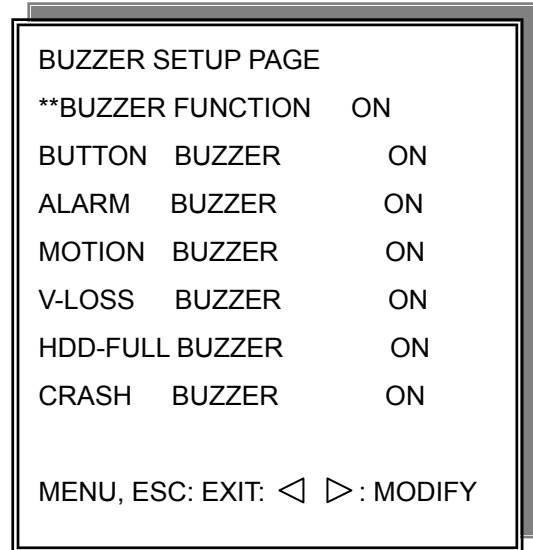 BUZZER SETUP PAGE
**BUZZER FUNCTION ON
BUTTON BUZZER ON
ALARM BUZZER ON
MOTION BUZZER ON
V-LOSS BUZZER ON
HDD-FULL BUZZER ON
CRASH BUZZER ON
MENU, ESC: EXIT: ◁ ▷ : MODIFY